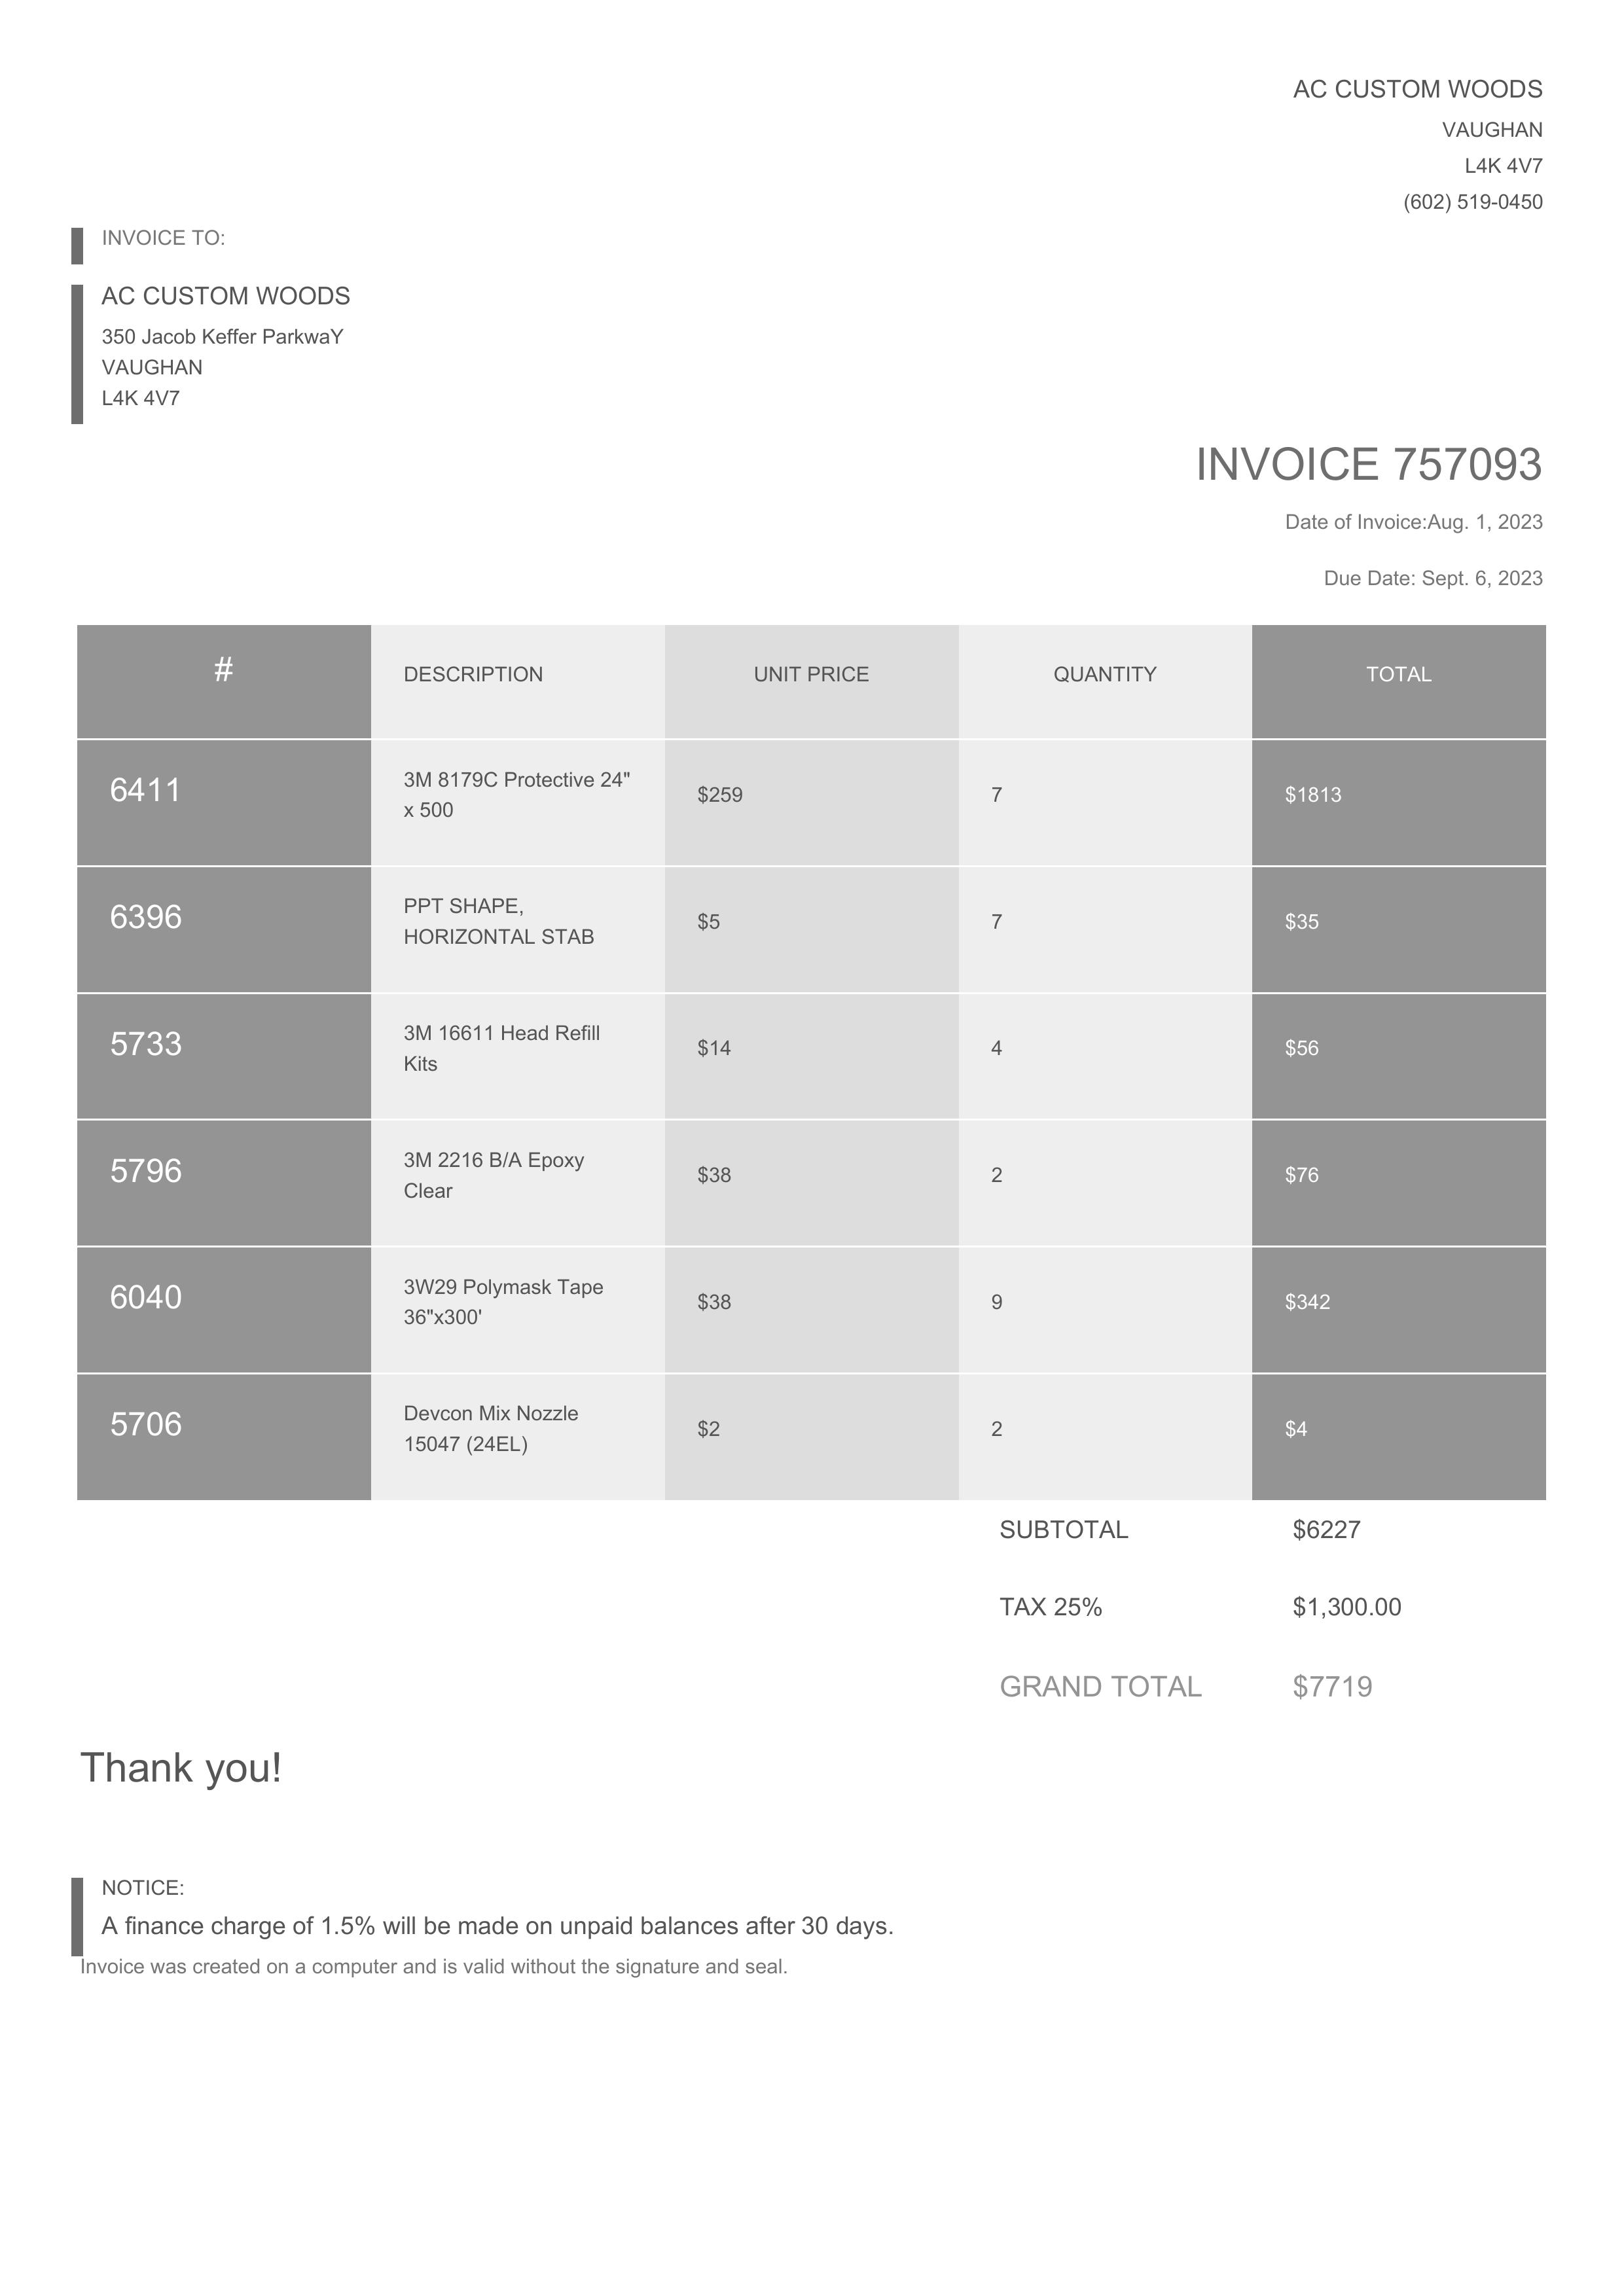 AC CUSTOM WOODS
VAUGHAN
L4K 4V7
(602) 519-0450
INVOICE TO:
AC CUSTOM WOODS
350 Jacob Keffer ParkwaY
VAUGHAN
L4K 4V7
INVOICE 757093
Date of Invoice:Aug. 1, 2023
Due Date: Sept. 6, 2023
# DESCRIPTION UNIT PRICE QUANTITY TOTAL
6411 3M 8179C Protective 24" $259 7 $1813
x 500
6396 PPT SHAPE, $5 7 $35
HORIZONTAL STAB
5733 3M 16611 Head Refill $14 4 $56
Kits
5796 3M 2216 B/A Epoxy $38 2 $76
Clear
6040 3W29 Polymask Tape $38 9 $342
36"x300'
5706 Devcon Mix Nozzle $2 2 $4
15047 (24EL)
SUBTOTAL $6227
TAX 25% $1,300.00
GRAND TOTAL $7719
Thank you!
NOTICE:
A finance charge of 1.5% will be made on unpaid balances after 30 days.
Invoice was created on a computer and is valid without the signature and seal.